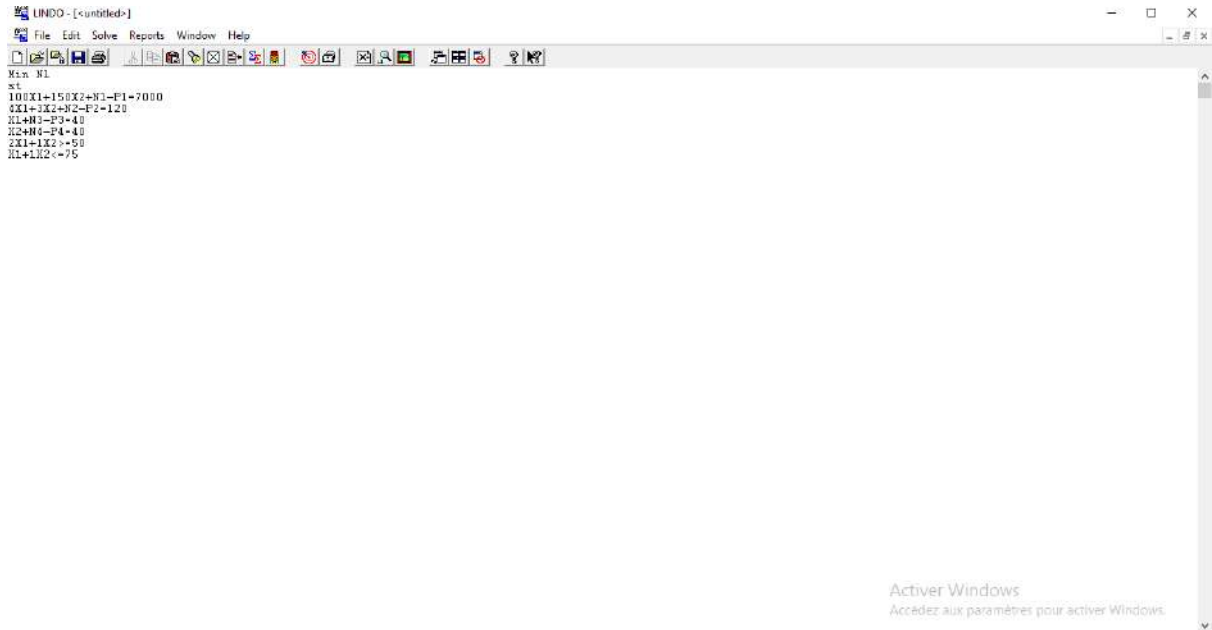 LINDO - [<untitled>]
File Edit Solve Reports Window Help
Min N1
st
100X1+150X2+N1-P1=7000
4X1+3X2+N2-P2=120
X1+N3-P3=40
X2+N4-P4=40
2X1+1X2>=50
X1+1X2<=75
Activer Windows
Accédez aux paramètres pour activer Windows.